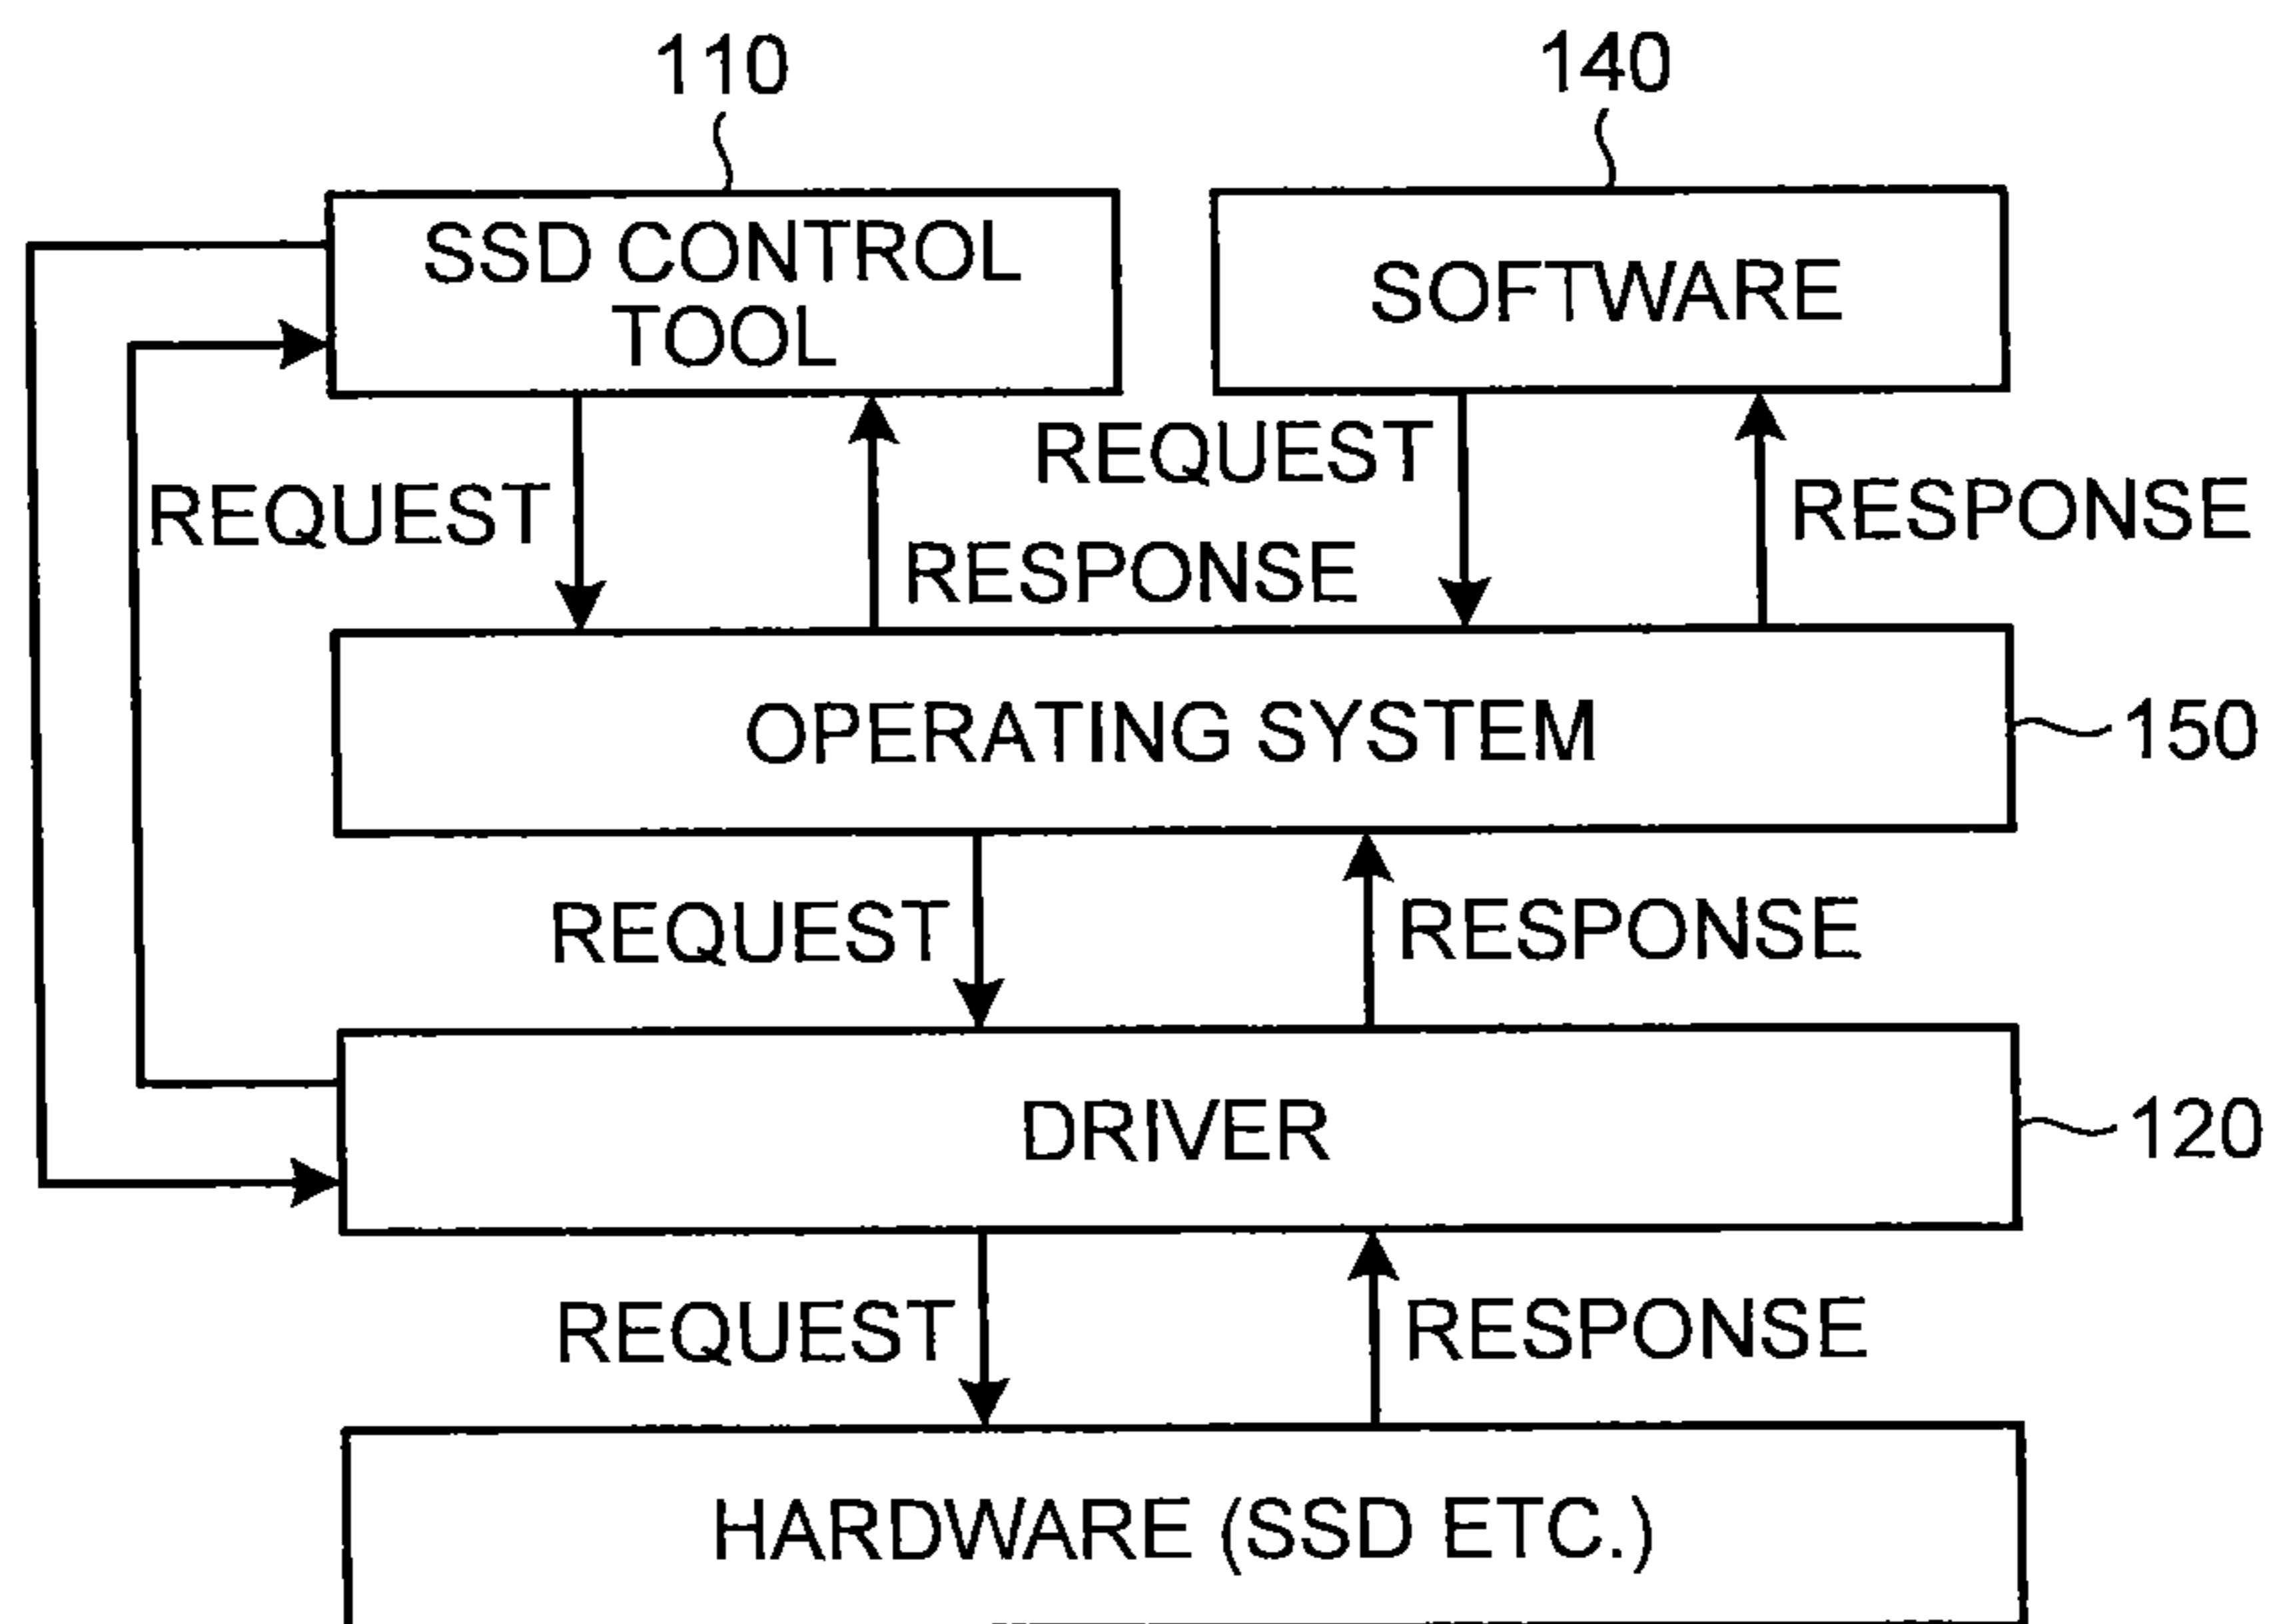 110
140
SSD CONTROL
TOOL
SOFTWARE
REQUEST
RESPONSE
REQUEST
RESPONSE
OPERATING SYSTEM
150
REQUEST
RESPONSE
DRIVER
120
REQUEST
RESPONSE
HARDWARE (SSD ETC.)